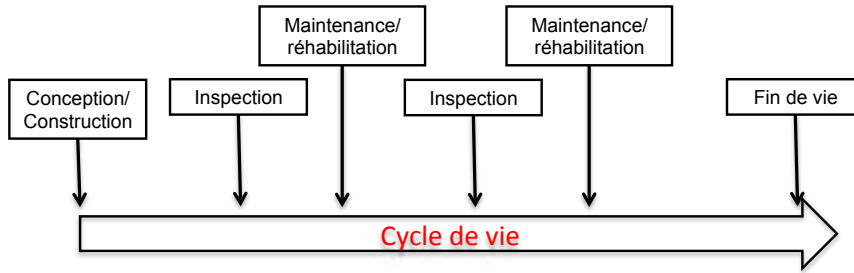 Maintenance/
réhabilitation
Maintenance/
réhabilitation
Conception/
Construction
Inspection
Inspection
Fin de vie
Cycle de vie